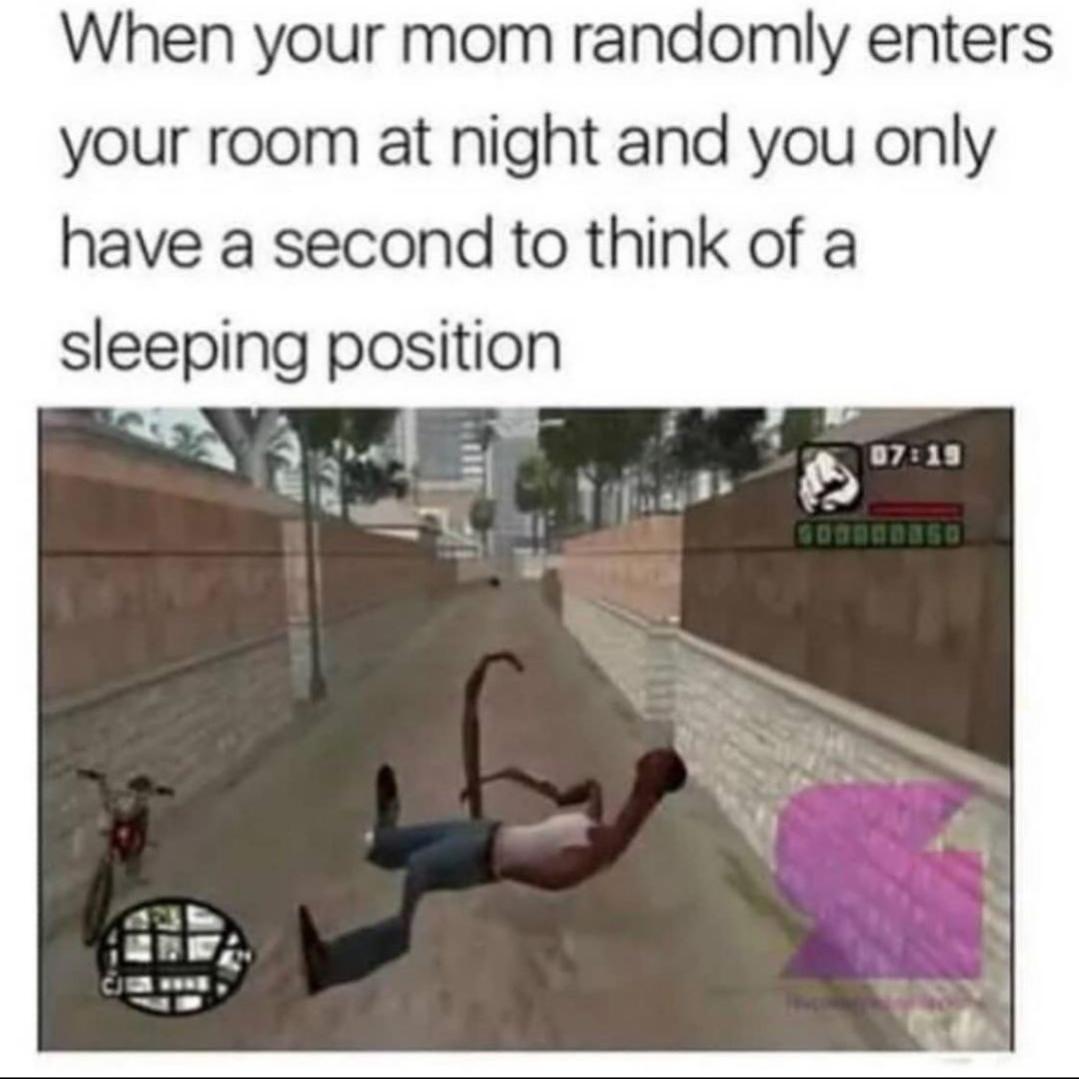 When your mom randomly enters
your room at night and you only
have a second to think of a
sleeping position
07:19